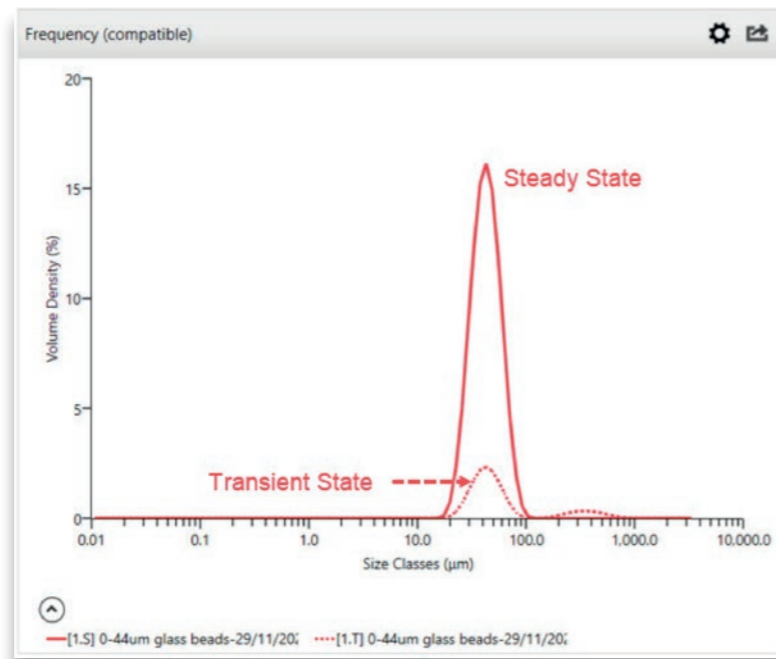 Frequency (compatible)
20
15
10
5
0
Volume Density (%)
Steady State
Transient State
0.01 0.1 1.0 10.0 100.0 1,000.0 10,000.0
Size Classes (µm)
[1.S] 0-44um glass beads-29/11/202 [1.T] 0-44um glass beads-29/11/202